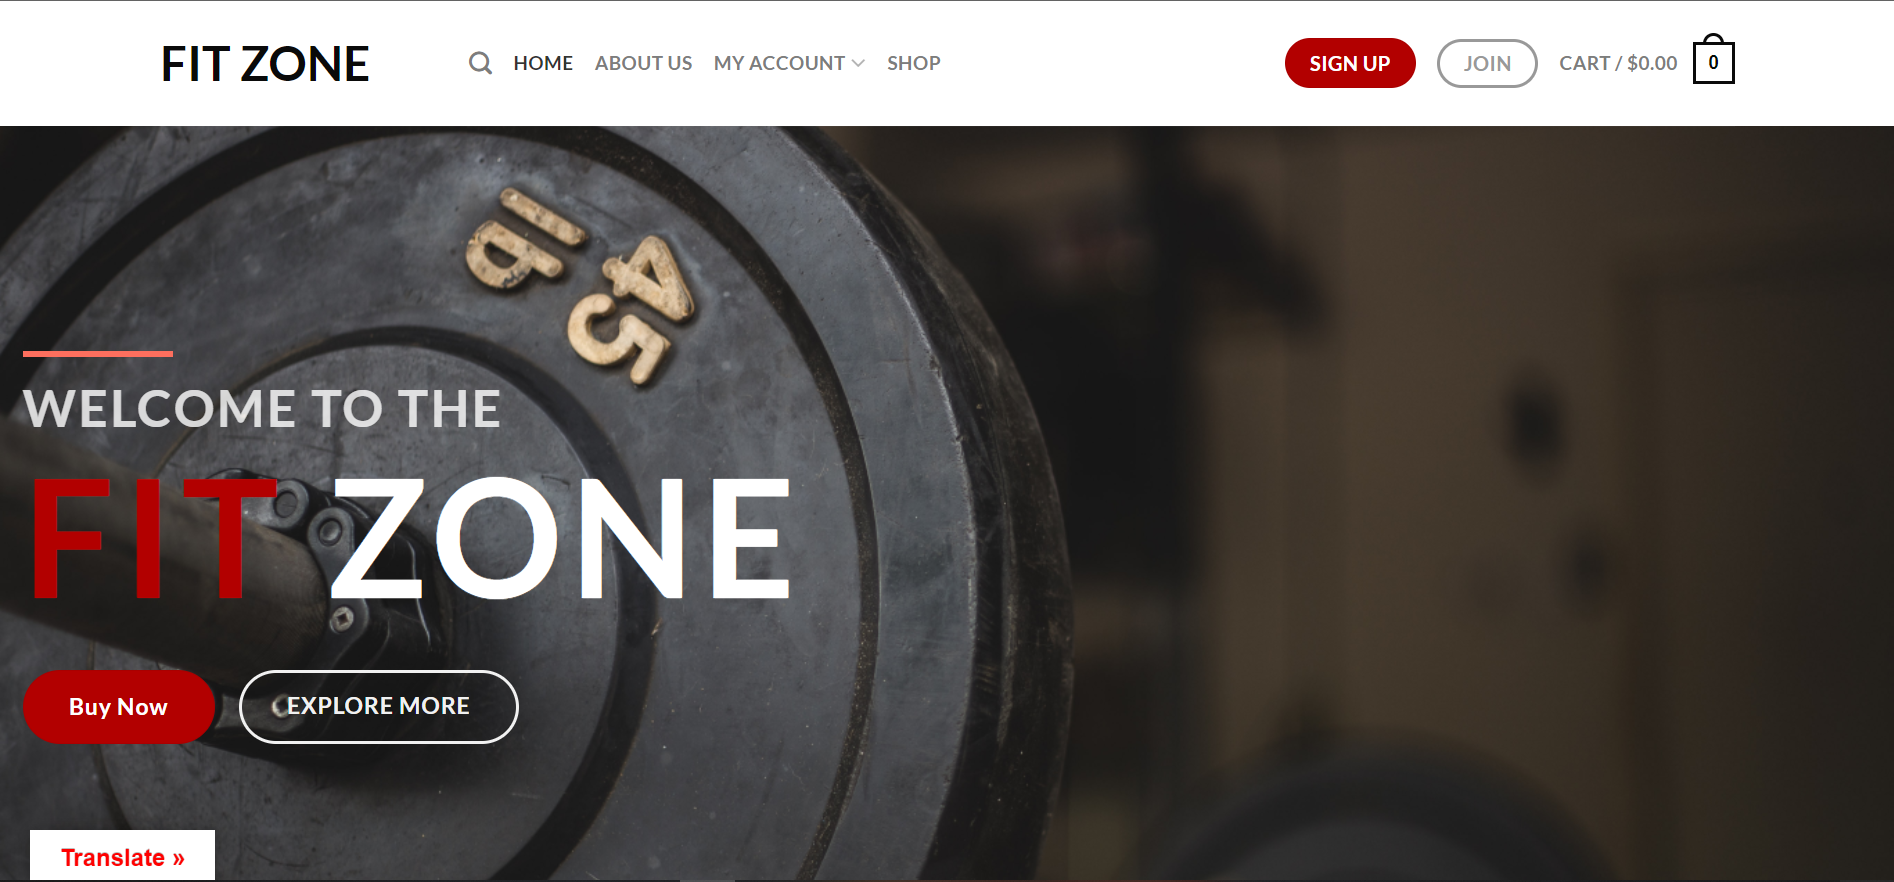 FIT ZONE
HOME ABOUT US MY ACCOUNT SHOP
SIGN UP JOIN CART / $0.00 0
45
lb
WELCOME TO THE
FIT ZONE
Buy Now EXPLORE MORE
Translate »